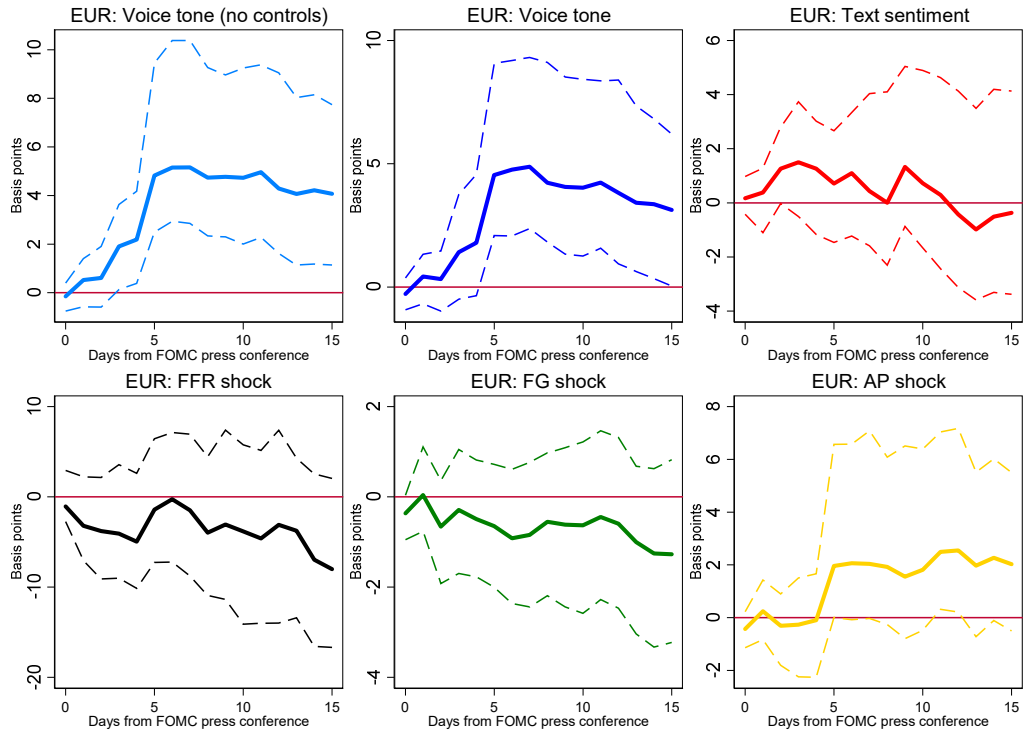 EUR: Voice tone (no controls)
Basis points
10
8
6
4
2
0
0 5 10 15
Days from FOMC press conference
EUR: Voice tone
Basis points
10
5
0
0 5 10 15
Days from FOMC press conference
EUR: Text sentiment
Basis points
6
4
2
0
-2
-4
0 5 10 15
Days from FOMC press conference
EUR: FFR shock
Basis points
10
0
-10
-20
0 5 10 15
Days from FOMC press conference
EUR: FG shock
Basis points
2
0
-2
-4
0 5 10 15
Days from FOMC press conference
EUR: AP shock
Basis points
8
6
4
2
0
-2
0 5 10 15
Days from FOMC press conference